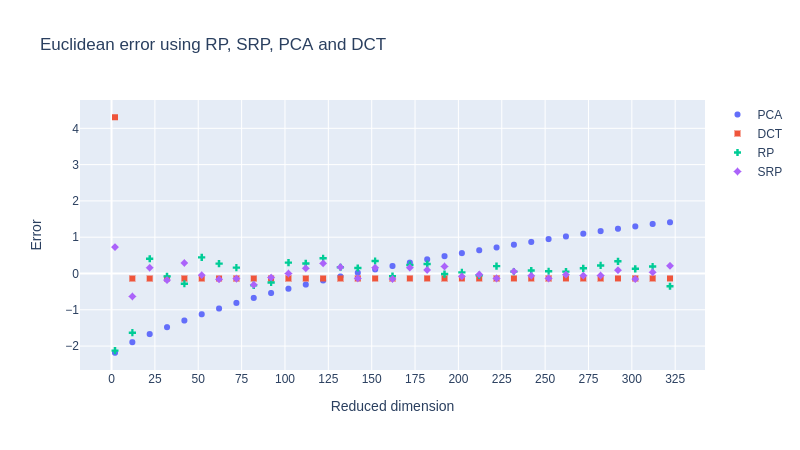 Euclidean error using RP, SRP, PCA and DCT
PCA
DCT
RP
SRP
4
3
2
1
0
−1
−2
Error
0 25 50 75 100 125 150 175 200 225 250 275 300 325
Reduced dimension